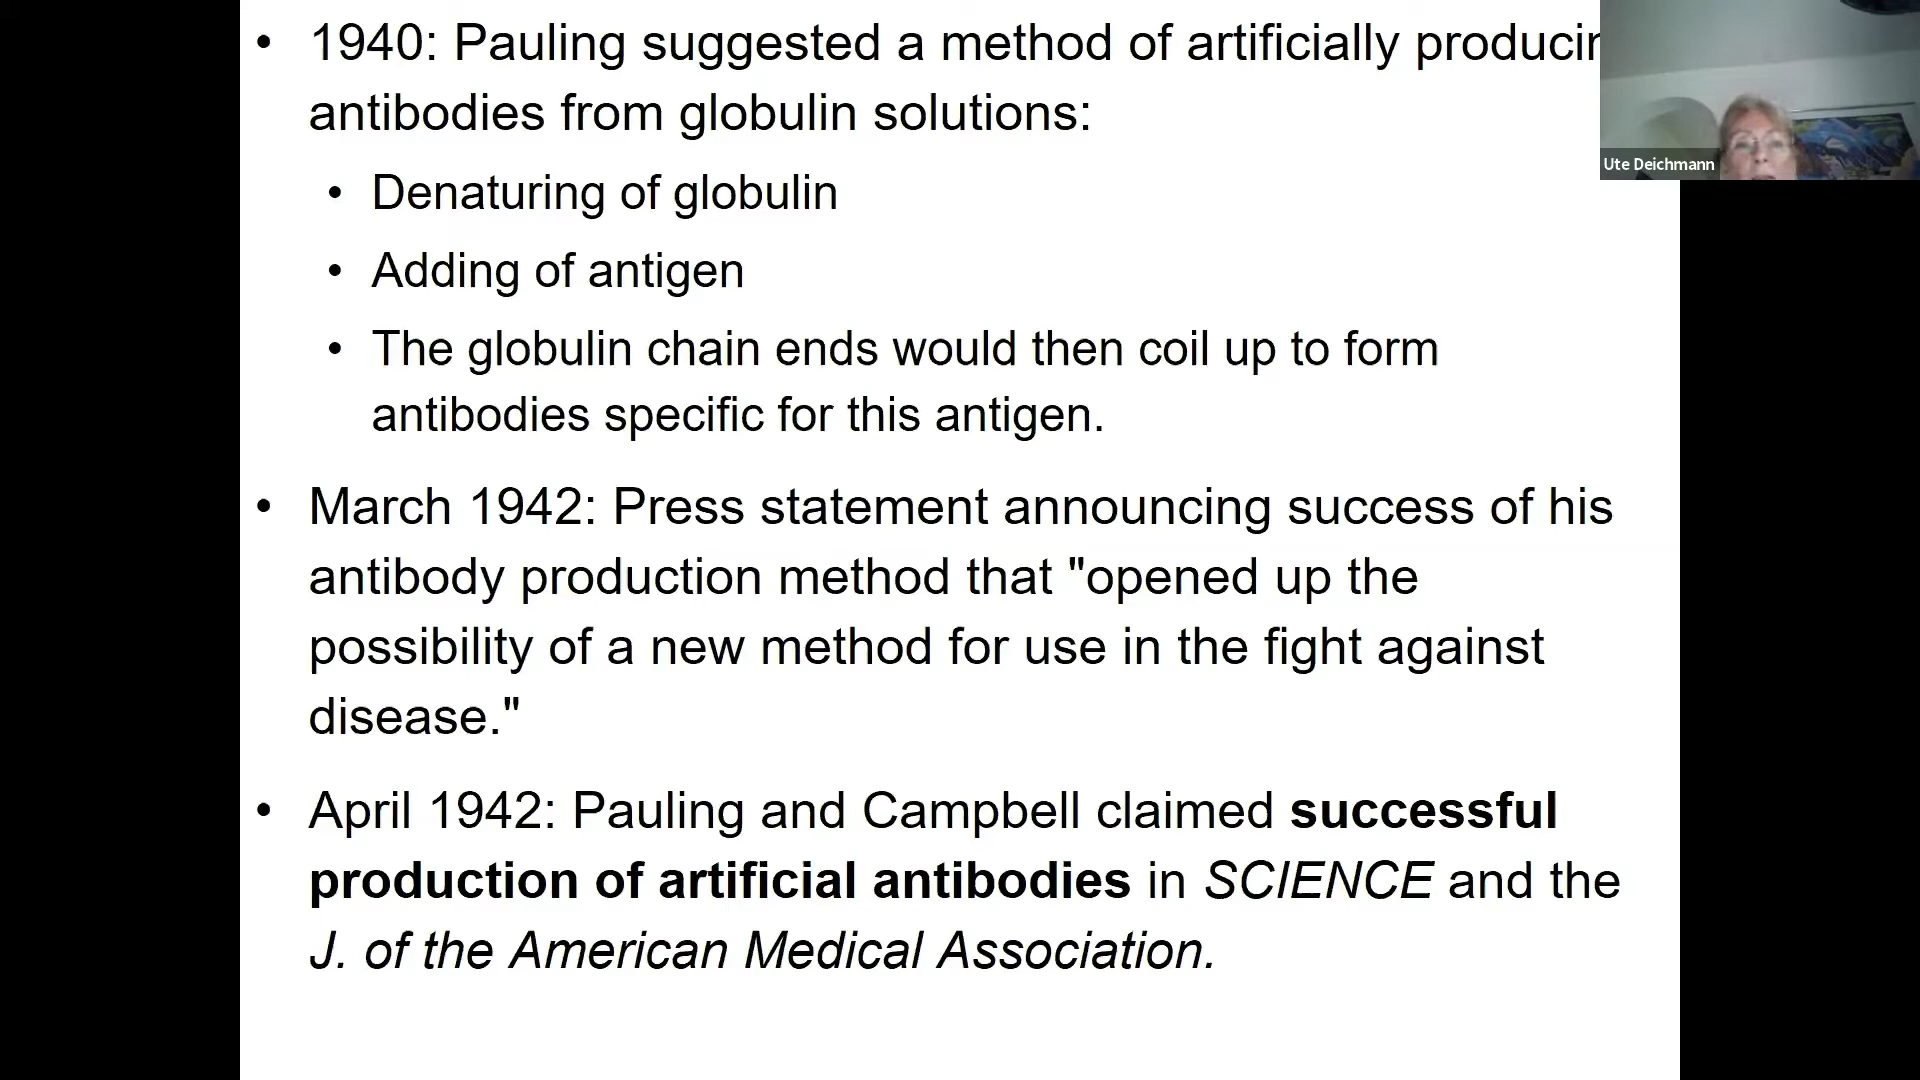 • 1940: Pauling suggested a method of artificially producin
antibodies from globulin solutions:
• Denaturing of globulin
• Adding of antigen
• The globulin chain ends would then coil up to form
antibodies specific for this antigen.
• March 1942: Press statement announcing success of his
antibody production method that "opened up the
possibility of a new method for use in the fight against
disease."
• April 1942: Pauling and Campbell claimed successful
production of artificial antibodies in SCIENCE and the
J. of the American Medical Association.
Ute Deichmann